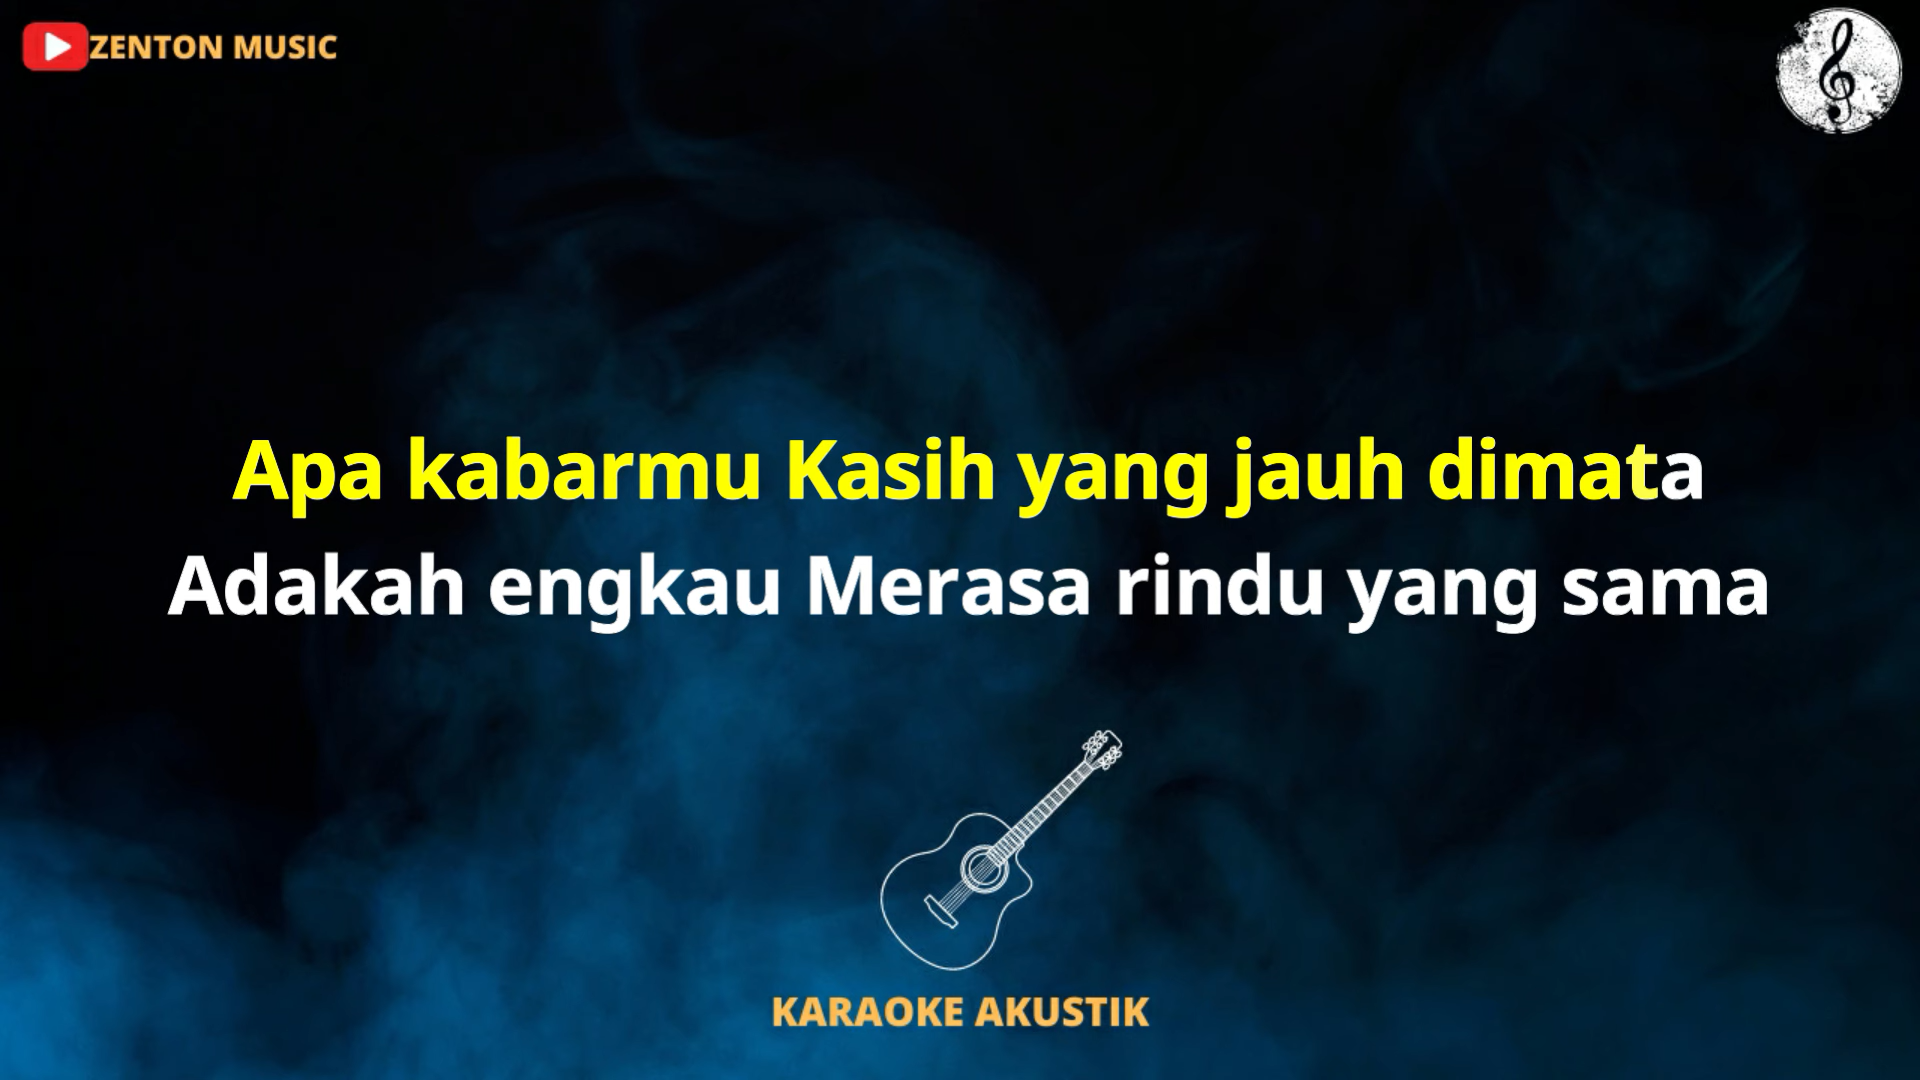 ZENTON MUSIC
Apa kabarmu Kasih yang jauh dimata
Adakah engkau Merasa rindu yang sama
KARAOKE AKUSTIK